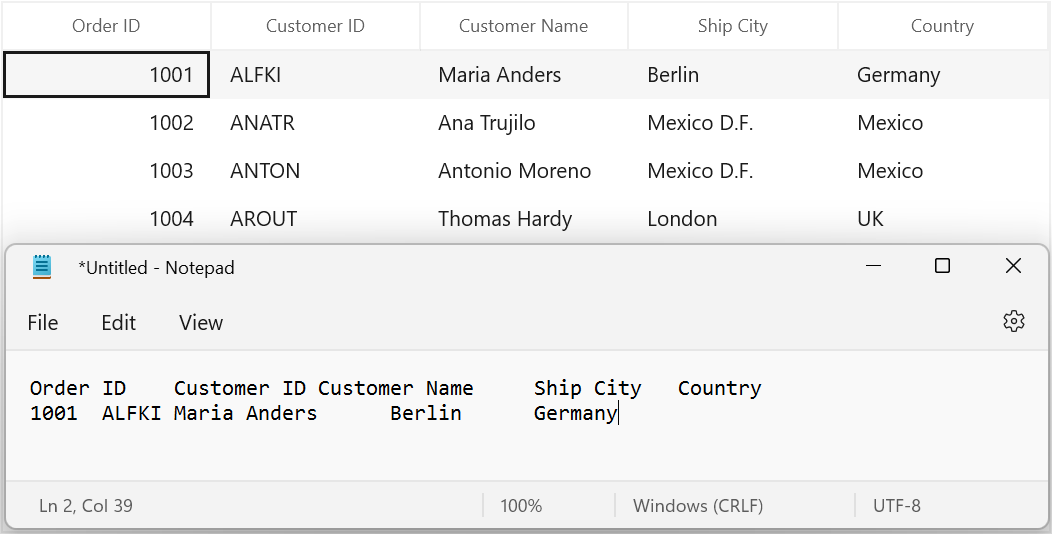 Order ID Customer ID Customer Name Ship City Country
1001 ALFKI Maria Anders Berlin Germany
1002 ANATR Ana Trujilo Mexico D.F. Mexico
1003 ANTON Antonio Moreno Mexico D.F. Mexico
1004 AROUT Thomas Hardy London UK
*Untitled - Notepad
File Edit View
Order ID Customer ID Customer Name Ship City Country
1001 ALFKI Maria Anders Berlin Germany
Ln 2, Col 39 100% Windows (CRLF) UTF-8